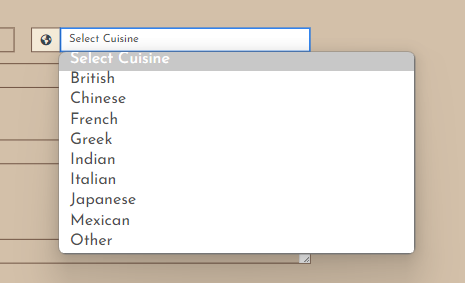 Select Cuisine
Select Cuisine
British
Chinese
French
Greek
Indian
Italian
Japanese
Mexican
Other